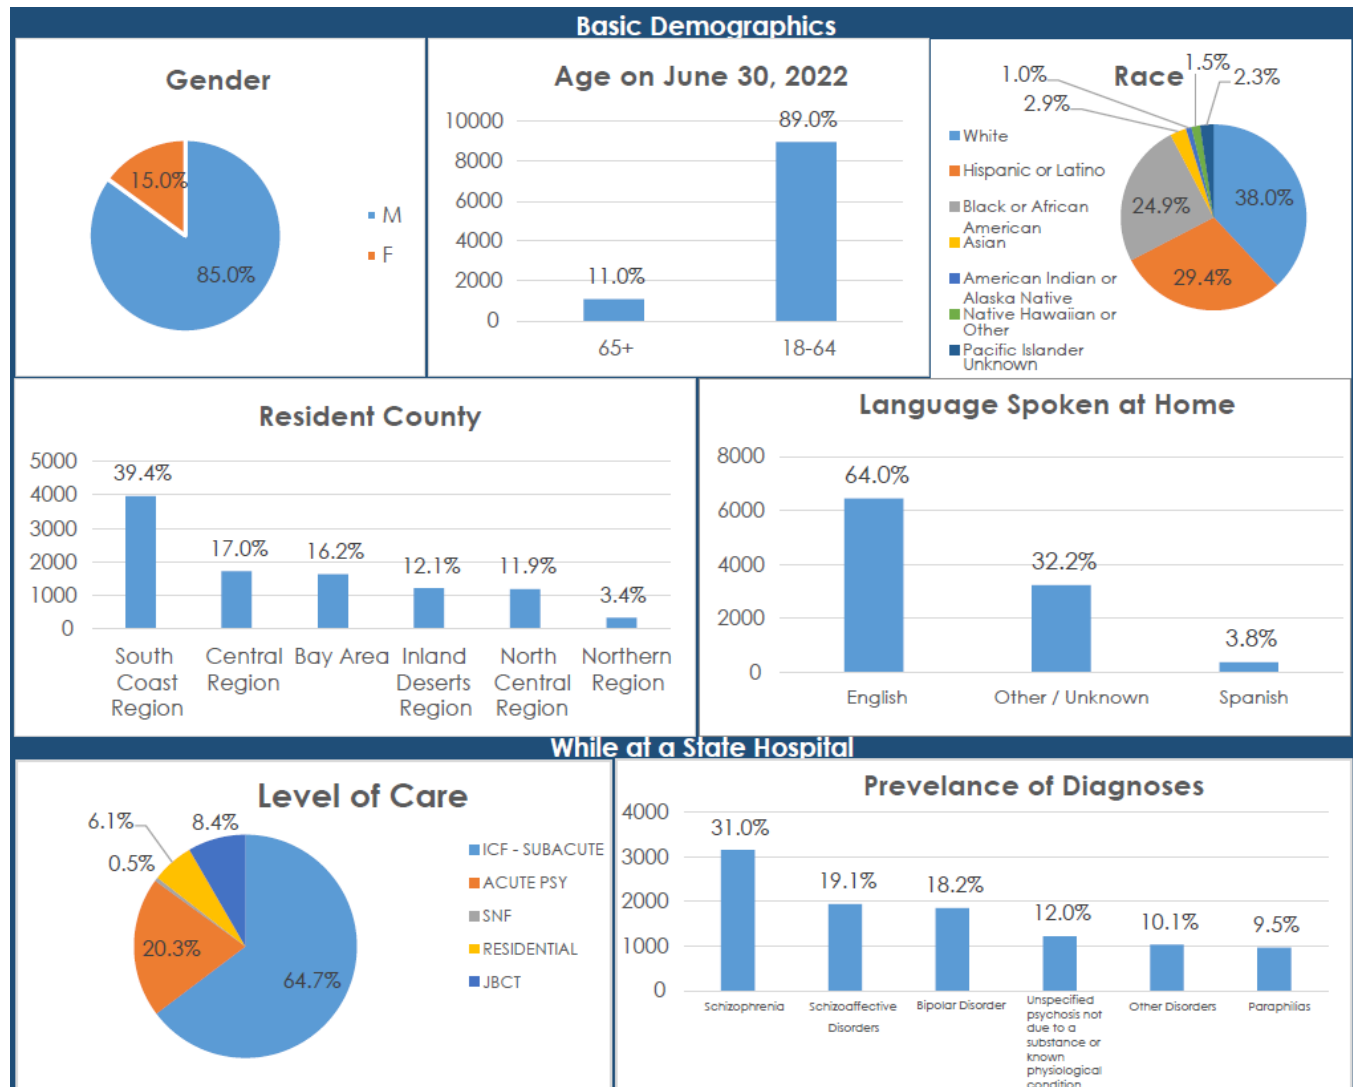 Basic Demographics
Gender
15.0%
85.0%
M
F
Age on June 30, 2022
10000
8000
6000
4000
2000
0
11.0%
89.0%
65+
18-64
Race
1.0%
1.5%
2.3%
2.9%
38.0%
24.9%
29.4%
White
Hispanic or Latino
Black or African
American
Asian
American Indian or
Alaska Native
Native Hawaiian or
Other
Pacific Islander
Unknown
Resident County
5000
4000
3000
2000
1000
0
39.4%
17.0%
16.2%
12.1%
11.9%
3.4%
South
Coast
Region
Central
Region
Bay Area
Inland
Deserts
Region
North
Central
Region
Northern
Region
Language Spoken at Home
8000
6000
4000
2000
0
64.0%
32.2%
3.8%
English
Other / Unknown
Spanish
While at a State Hospital
Level of Care
6.1%
8.4%
0.5%
20.3%
64.7%
ICF - SUBACUTE
ACUTE PSY
SNF
RESIDENTIAL
JBCT
Prevelance of Diagnoses
4000
3000
2000
1000
0
31.0%
19.1%
18.2%
12.0%
10.1%
9.5%
Schizophrenia
Schizoaffective
Disorders
Bipolar Disorder
Unspecified
psychosis not
due to a
substance or
known
physiological
condition
Other Disorders
Paraphilias